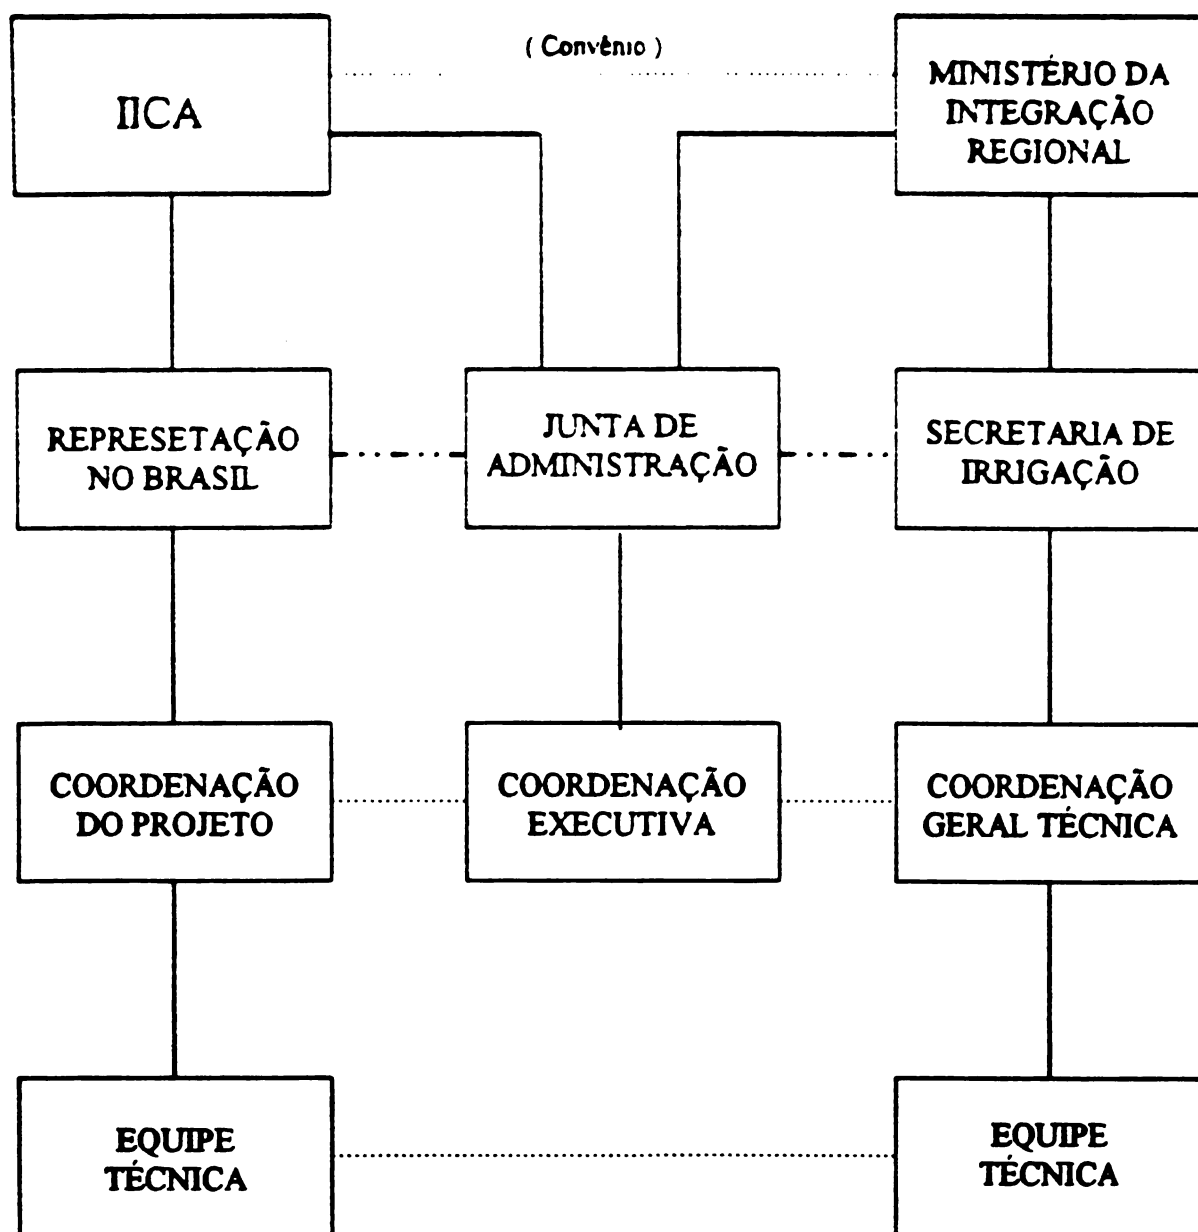 ( Convênio )
IICA
MINISTÉRIO DA
INTEGRAÇÃO
REGIONAL
REPRESETAÇÃO
NO BRASIL
JUNTA DE
ADMINISTRAÇÃO
SECRETARIA DE
IRRIGAÇÃO
COORDENAÇÃO
DO PROJETO
COORDENAÇÃO
EXECUTIVA
COORDENAÇÃO
GERAL TÉCNICA
EQUIPE
TÉCNICA
EQUIPE
TÉCNICA